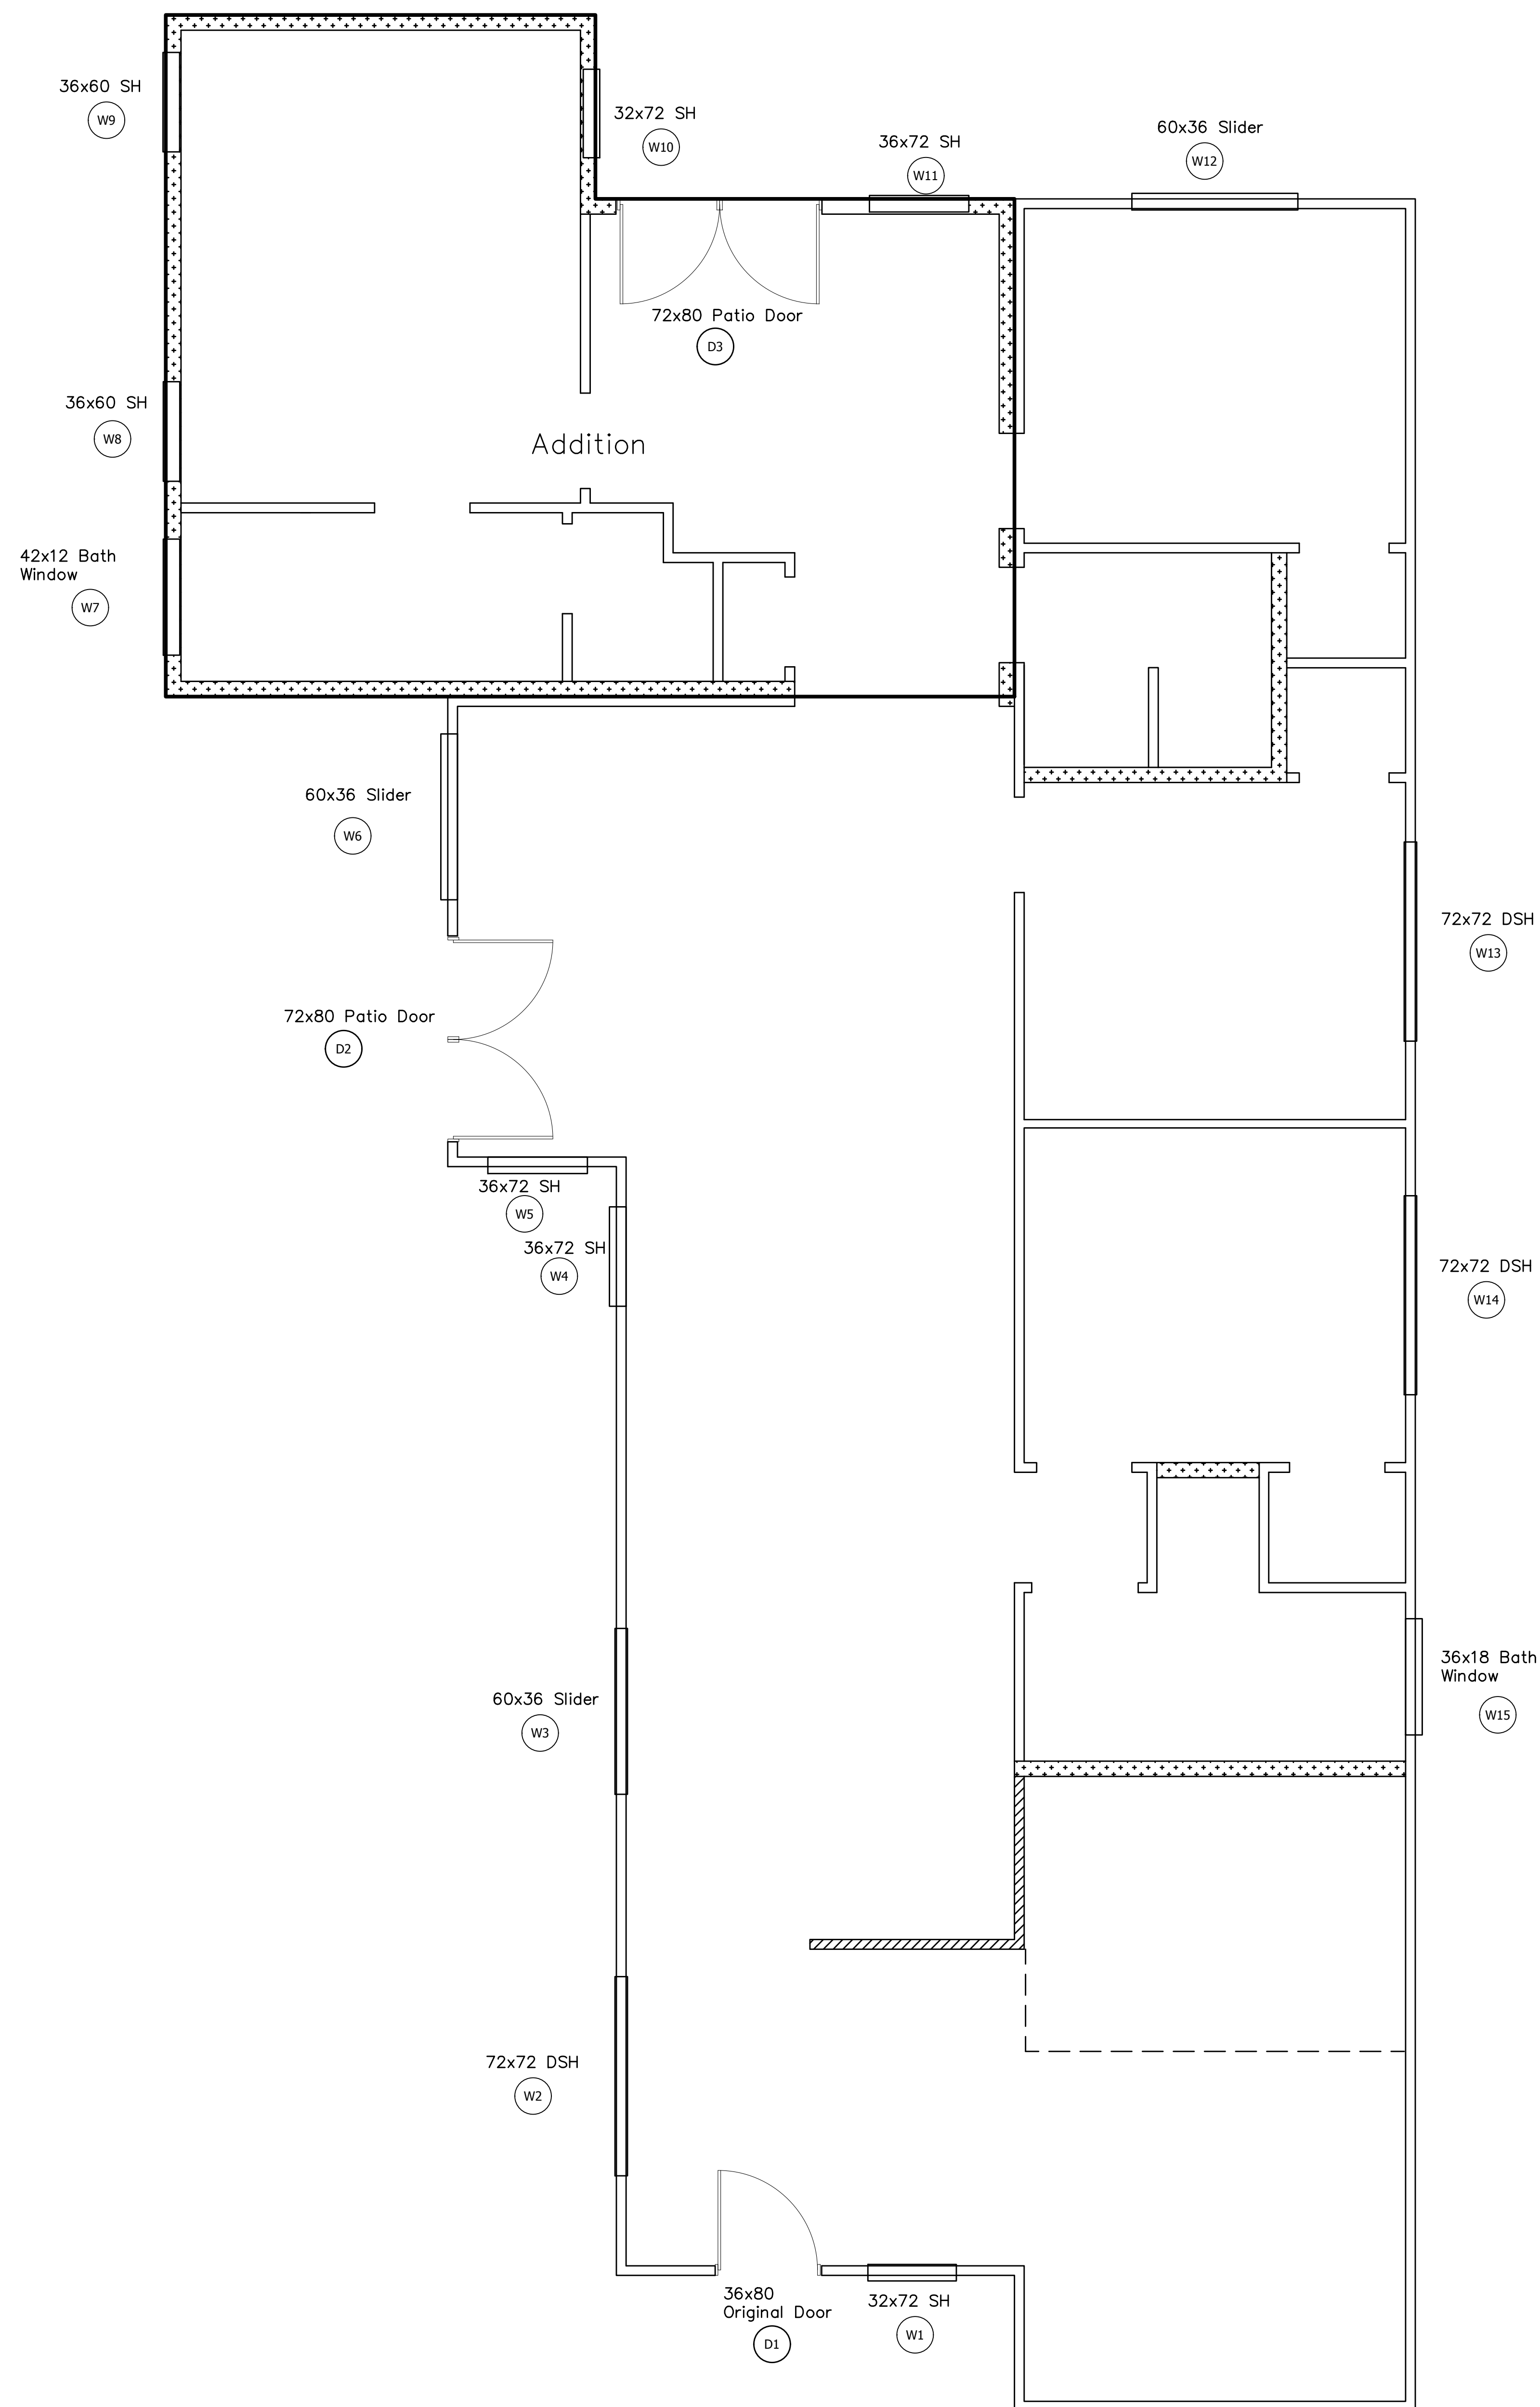 36x60 SH
W9
32x72 SH
W10
36x72 SH
W11
60x36 Slider
W12
72x80 Patio Door
D3
36x60 SH
W8
Addition
42x12 Bath
Window
W7
60x36 Slider
W6
72x72 DSH
W13
72x80 Patio Door
D2
36x72 SH
W5
36x72 SH
W4
72x72 DSH
W14
36x18 Bath
Window
W15
60x36 Slider
W3
72x72 DSH
W2
36x80
Original Door
D1
32x72 SH
W1